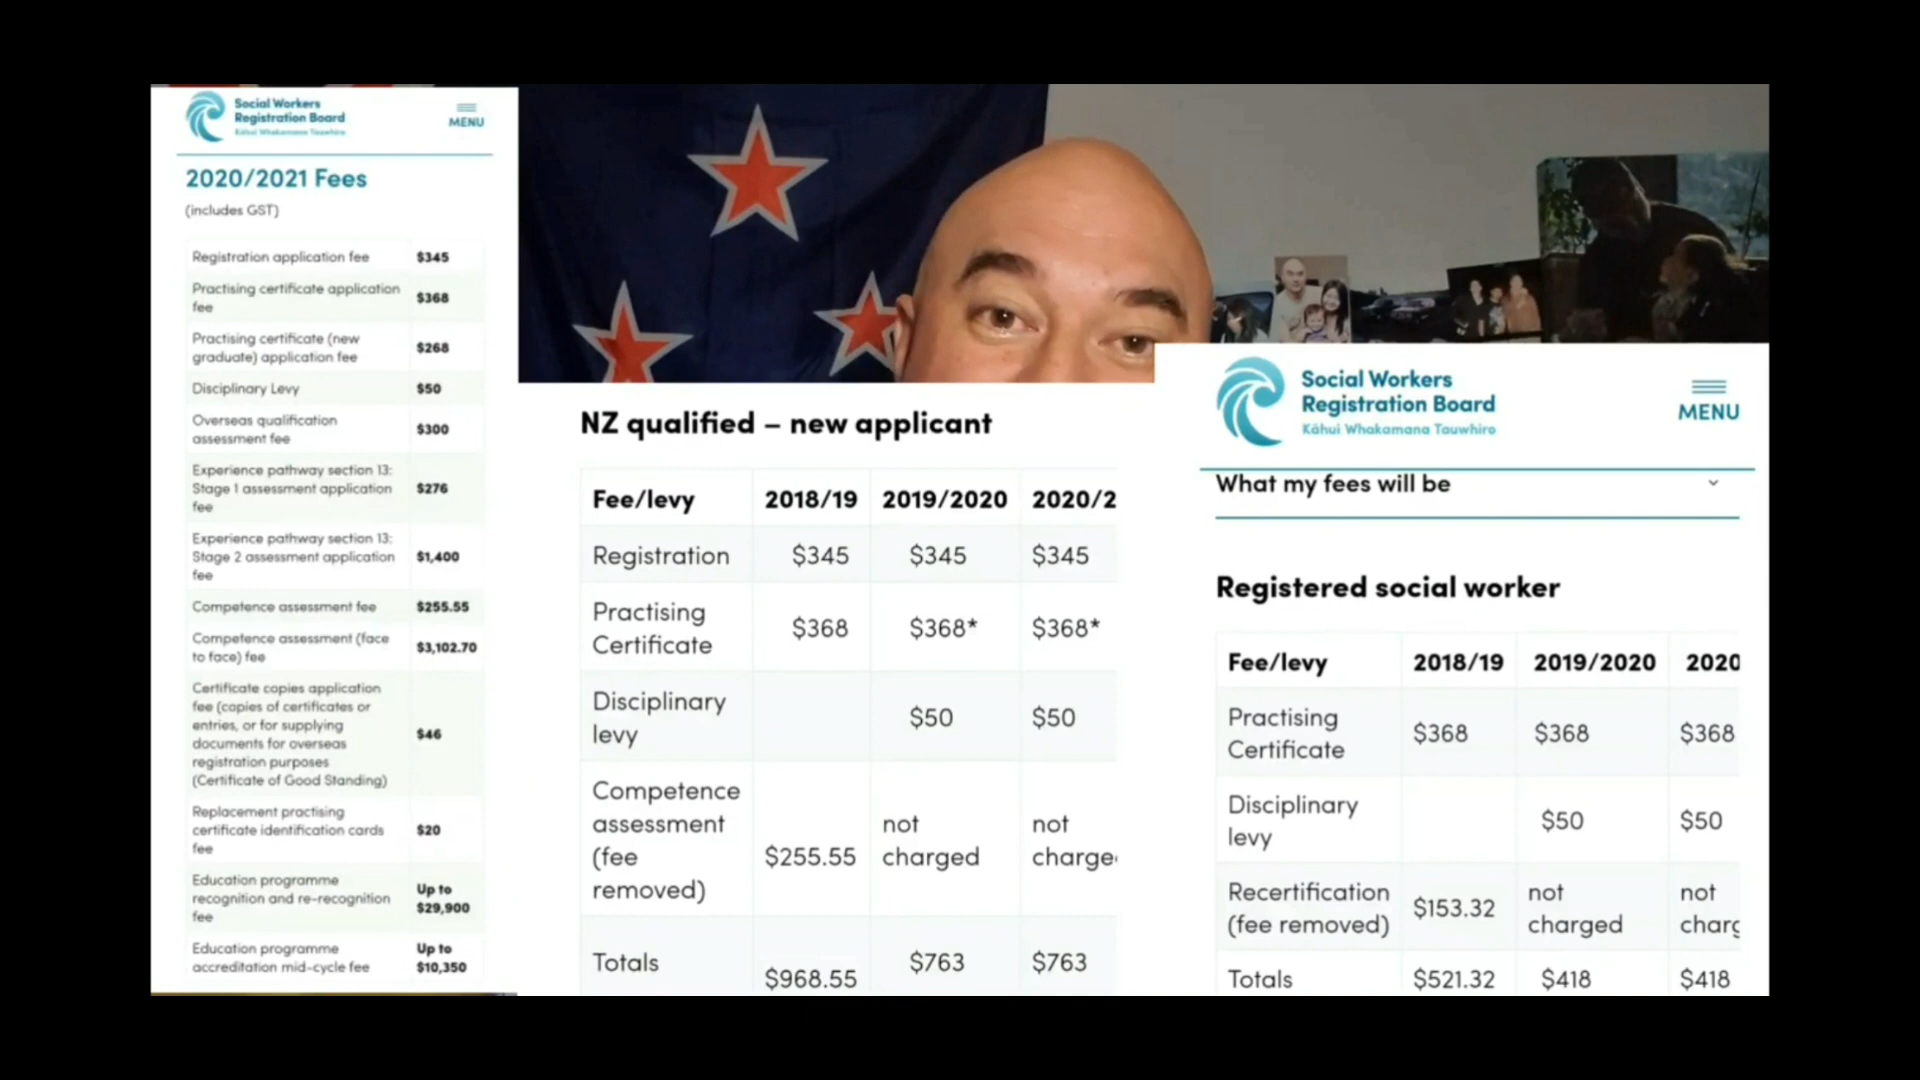 Social Workers
Registration Board
Kāhui Whakamana Tauwhiro
MENU
2020/2021 Fees
(includes GST)
Registration application fee $345
Practising certificate application
fee $368
Practising certificate (new
graduate) application fee $268
Disciplinary Levy $50
Overseas qualification
assessment fee $300
Experience pathway section 13:
Stage 1 assessment application
fee $276
Experience pathway section 13:
Stage 2 assessment application
fee $1,400
Competence assessment fee $255.55
Competence assessment (face
to face) fee $3,102.70
Certificate copies application
fee (copies of certificates or
entries, or for supplying
documents for overseas
registration purposes
(Certificate of Good Standing) $46
Replacement practising
certificate identification cards
fee $20
Education programme
recognition and re-recognition
fee
Up to
$29,900
Education programme
accreditation mid-cycle fee
Up to
$10,350
NZ qualified – new applicant
Fee/levy 2018/19 2019/2020 2020/2
Registration $345 $345 $345
Practising
Certificate $368 $368* $368*
Disciplinary
levy $50 $50
Competence
assessment
(fee
removed) $255.55
not
charged
not
charge
Totals $968.55 $763 $763
Social Workers
Registration Board
Kāhui Whakamana Tauwhiro
MENU
What my fees will be
Registered social worker
Fee/levy 2018/19 2019/2020 2020
Practising
Certificate $368 $368 $368
Disciplinary
levy $50 $50
Recertification
(fee removed) $153.32
not
charged
not
charg
Totals $521.32 $418 $418